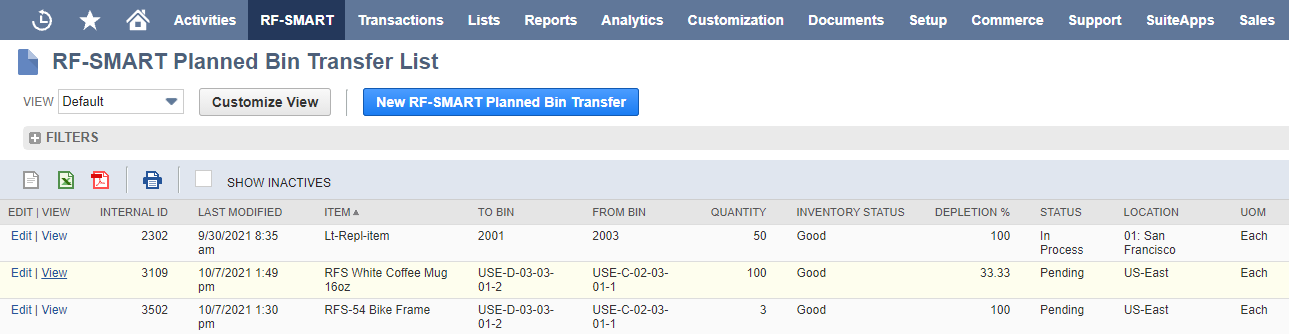 Activities RF-SMART Transactions Lists Reports Analytics Customization Documents Setup Commerce Support SuiteApps Sales
RF-SMART Planned Bin Transfer List
VIEW Default Customize View New RF-SMART Planned Bin Transfer
FILTERS
SHOW INACTIVES
EDIT | VIEW INTERNAL ID LAST MODIFIED ITEM TO BIN FROM BIN QUANTITY INVENTORY STATUS DEPLETION % STATUS LOCATION UOM
Edit | View 2302 9/30/2021 8:35 Lt-Repl-item 2001 2003 50 Good 100 In 01: San Each
am Process Francisco
Edit | View 3109 10/7/2021 1:49 RFS White Coffee Mug USE-D-03-03- USE-C-02-03- 100 Good 33.33 Pending US-East Each
pm 16oz 01-2 01-1
Edit | View 3502 10/7/2021 1:30 RFS-54 Bike Frame USE-D-03-03- USE-C-02-03- 3 Good 100 Pending US-East Each
pm 01-2 01-1